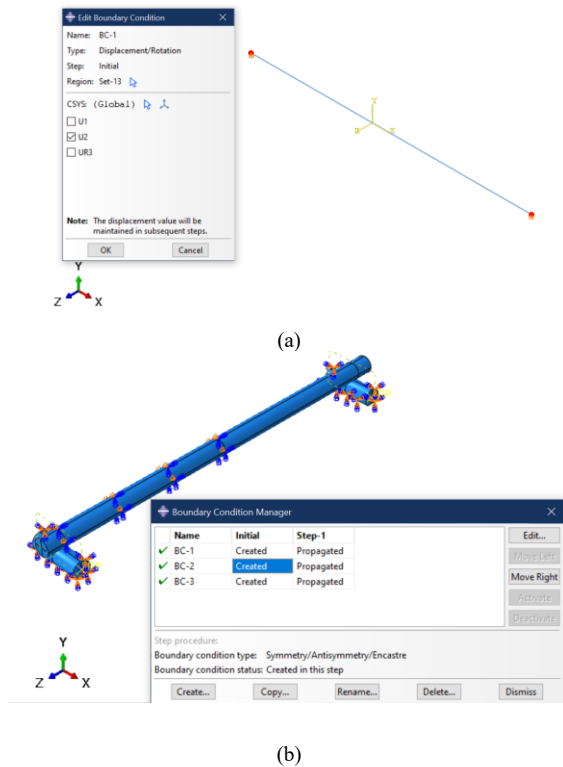 Edit Boundary Condition
Name: BC-1
Type: Displacement/Rotation
Step: Initial
Region: Set-13
CSYS: (Global)
U1
U2
UR3
Note: The displacement value will be
maintained in subsequent steps.
OK Cancel
Y
Z
Y
Z X
(a)
Boundary Condition Manager
Name Initial Step-1
BC-1 Created Propagated
BC-2 Created Propagated
BC-3 Created Propagated
Edit...
Move Left
Move Right
Activate
Deactivate
Step procedure:
Boundary condition type: Symmetry/Antisymmetry/Encastre
Boundary condition status: Created in this step
Create... Copy... Rename... Delete... Dismiss
Y
Z X
(b)